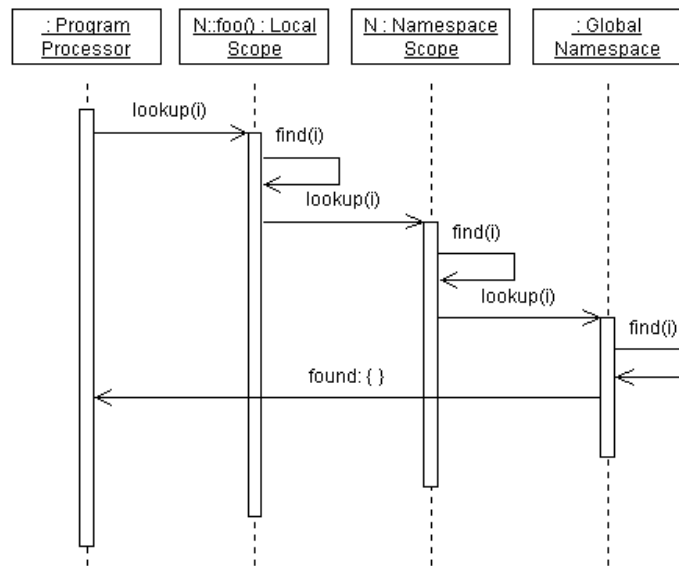 : Program
Processor
N::foo() : Local
Scope
N : Namespace
Scope
: Global
Namespace
lookup(i)
find(i)
lookup(i)
find(i)
lookup(i)
find(i)
found: { }